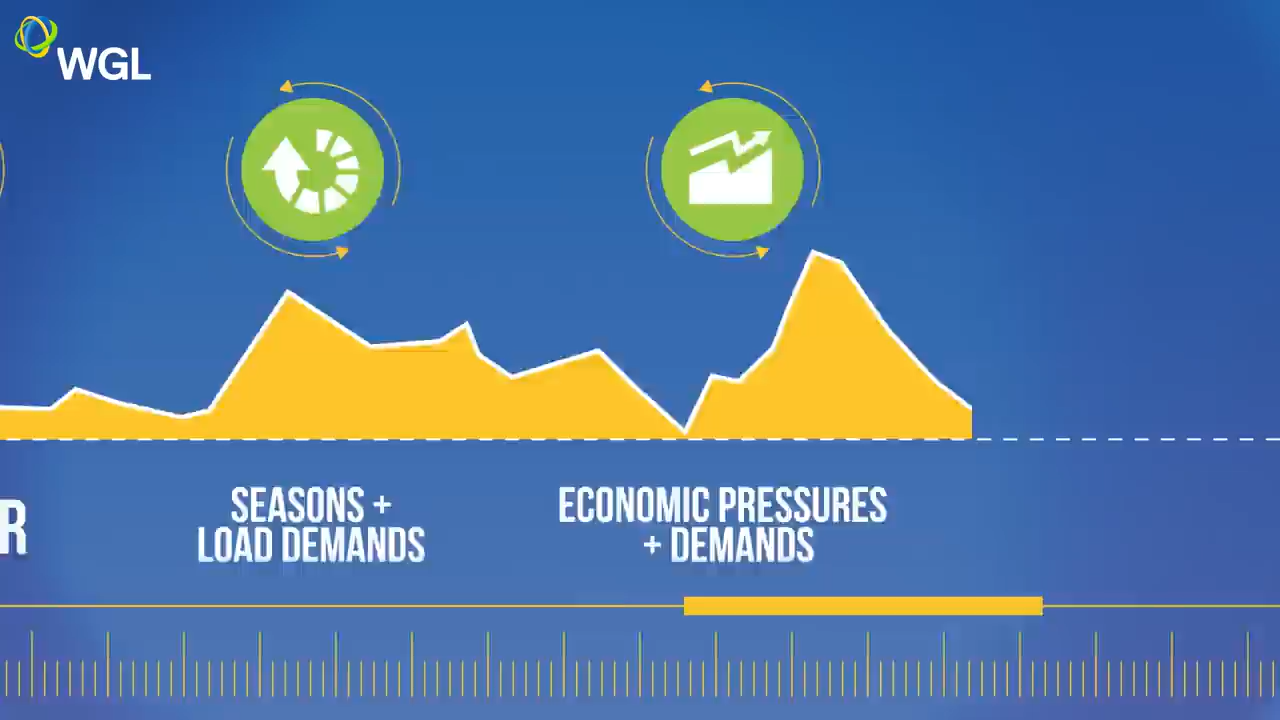 WGL
SEASONS +
LOAD DEMANDS
ECONOMIC PRESSURES
+ DEMANDS
R